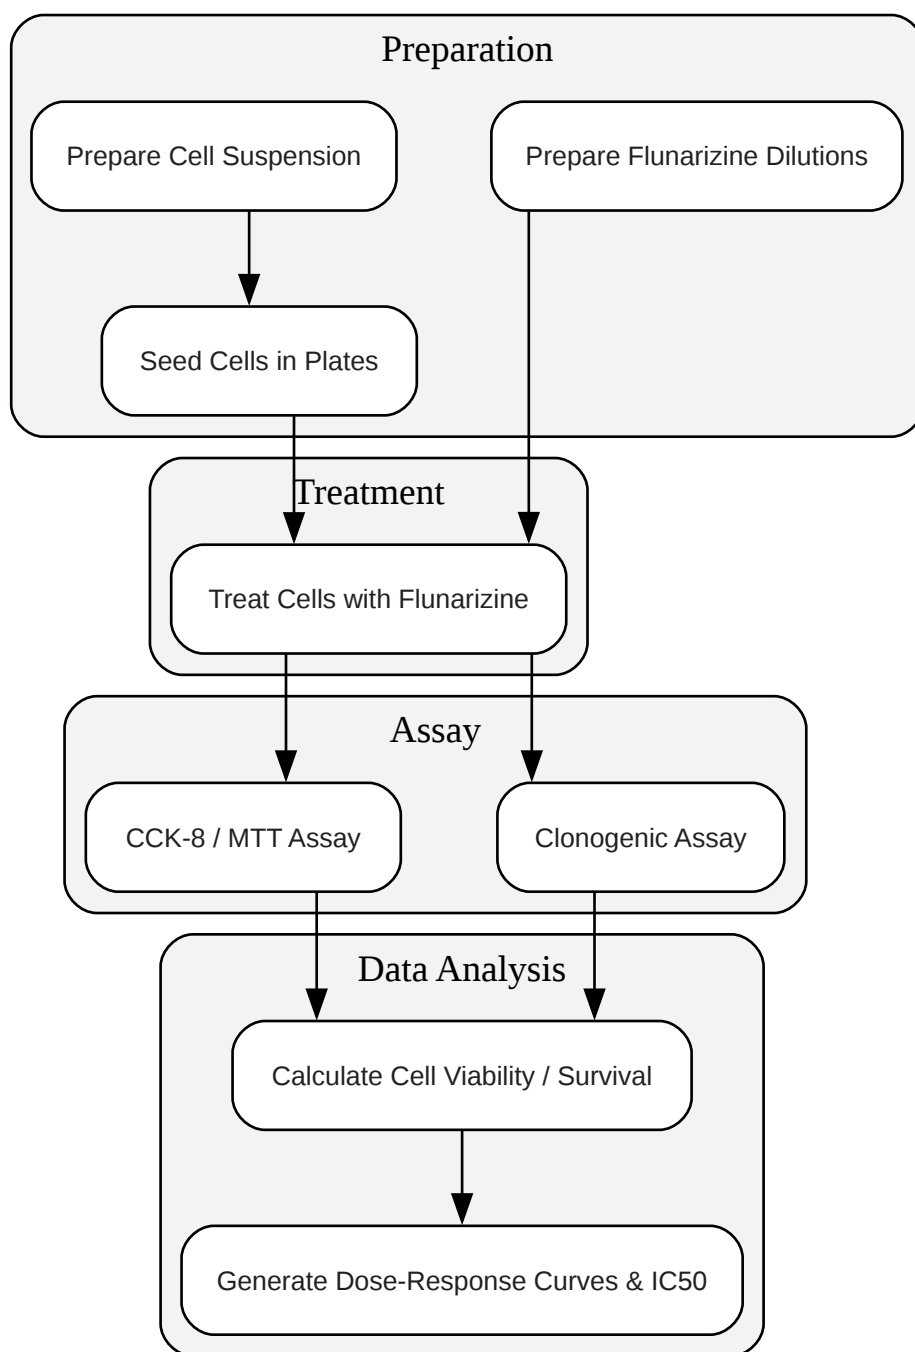 Preparation
Prepare Cell Suspension
Prepare Flunarizine Dilutions
Seed Cells in Plates
Treatment
Treat Cells with Flunarizine
Assay
CCK-8 / MTT Assay
Clonogenic Assay
Data Analysis
Calculate Cell Viability / Survival
Generate Dose-Response Curves & IC50